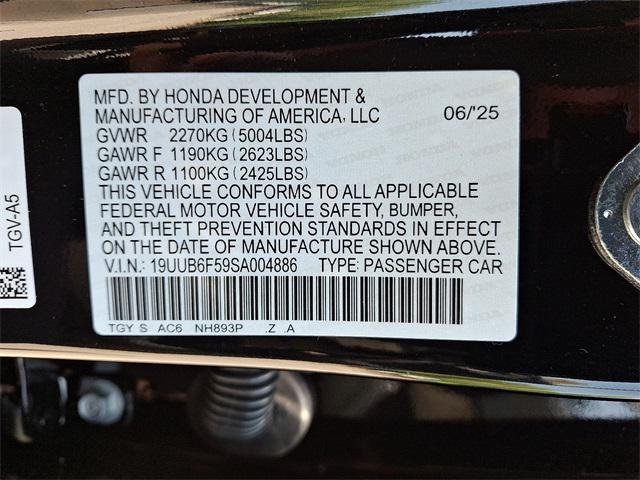 MFD. BY HONDA DEVELOPMENT &
MANUFACTURING OF AMERICA, LLC 06/'25
GVWR 2270KG (5004LBS)
GAWR F 1190KG (2623LBS)
GAWR R 1100KG (2425LBS)
THIS VEHICLE CONFORMS TO ALL APPLICABLE
FEDERAL MOTOR VEHICLE SAFETY, BUMPER,
AND THEFT PREVENTION STANDARDS IN EFFECT
ON THE DATE OF MANUFACTURE SHOWN ABOVE.
V.I.N.: 19UUB6F59SA004886 TYPE: PASSENGER CAR
TGY S AC6 NH893P .Z .A
TGV-A5